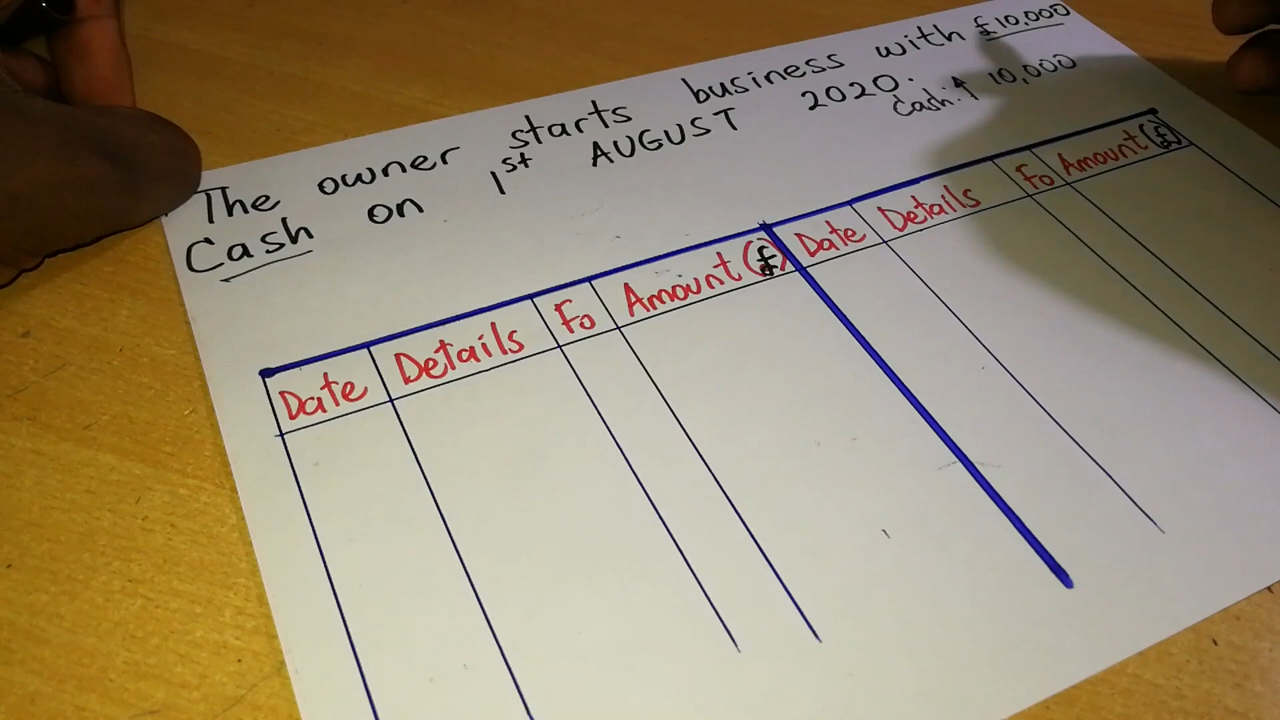 The owner starts business with £10,000
Cash on 1st AUGUST 2020.
Cash: ↑ 10,000
Date Details Fo Amount (£) Date Details Fo Amount (£)